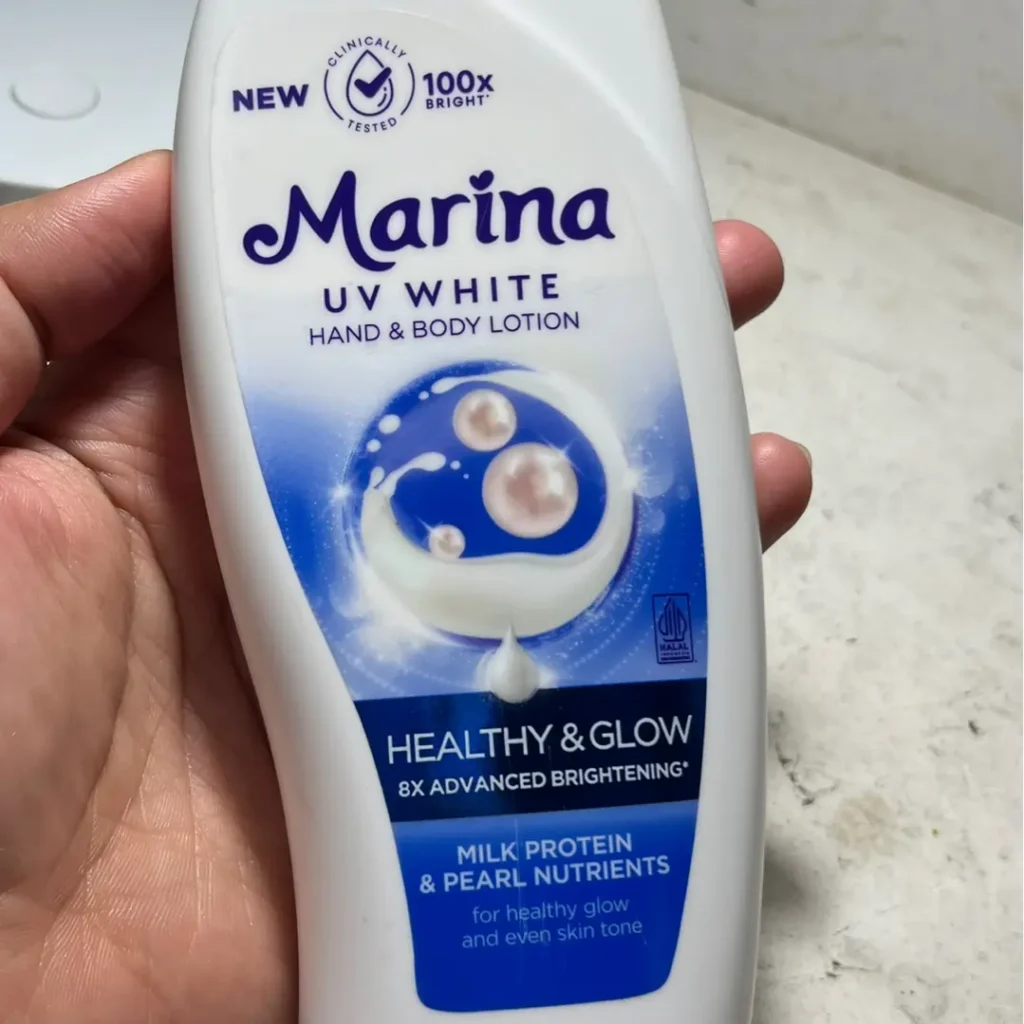 NEW
CLINICALLY
TESTED
100x
BRIGHT*
Marina
UV WHITE
HAND & BODY LOTION
HALAL
INDONESIA
HEALTHY & GLOW
8X ADVANCED BRIGHTENING*
MILK PROTEIN
& PEARL NUTRIENTS
for healthy glow
and even skin tone